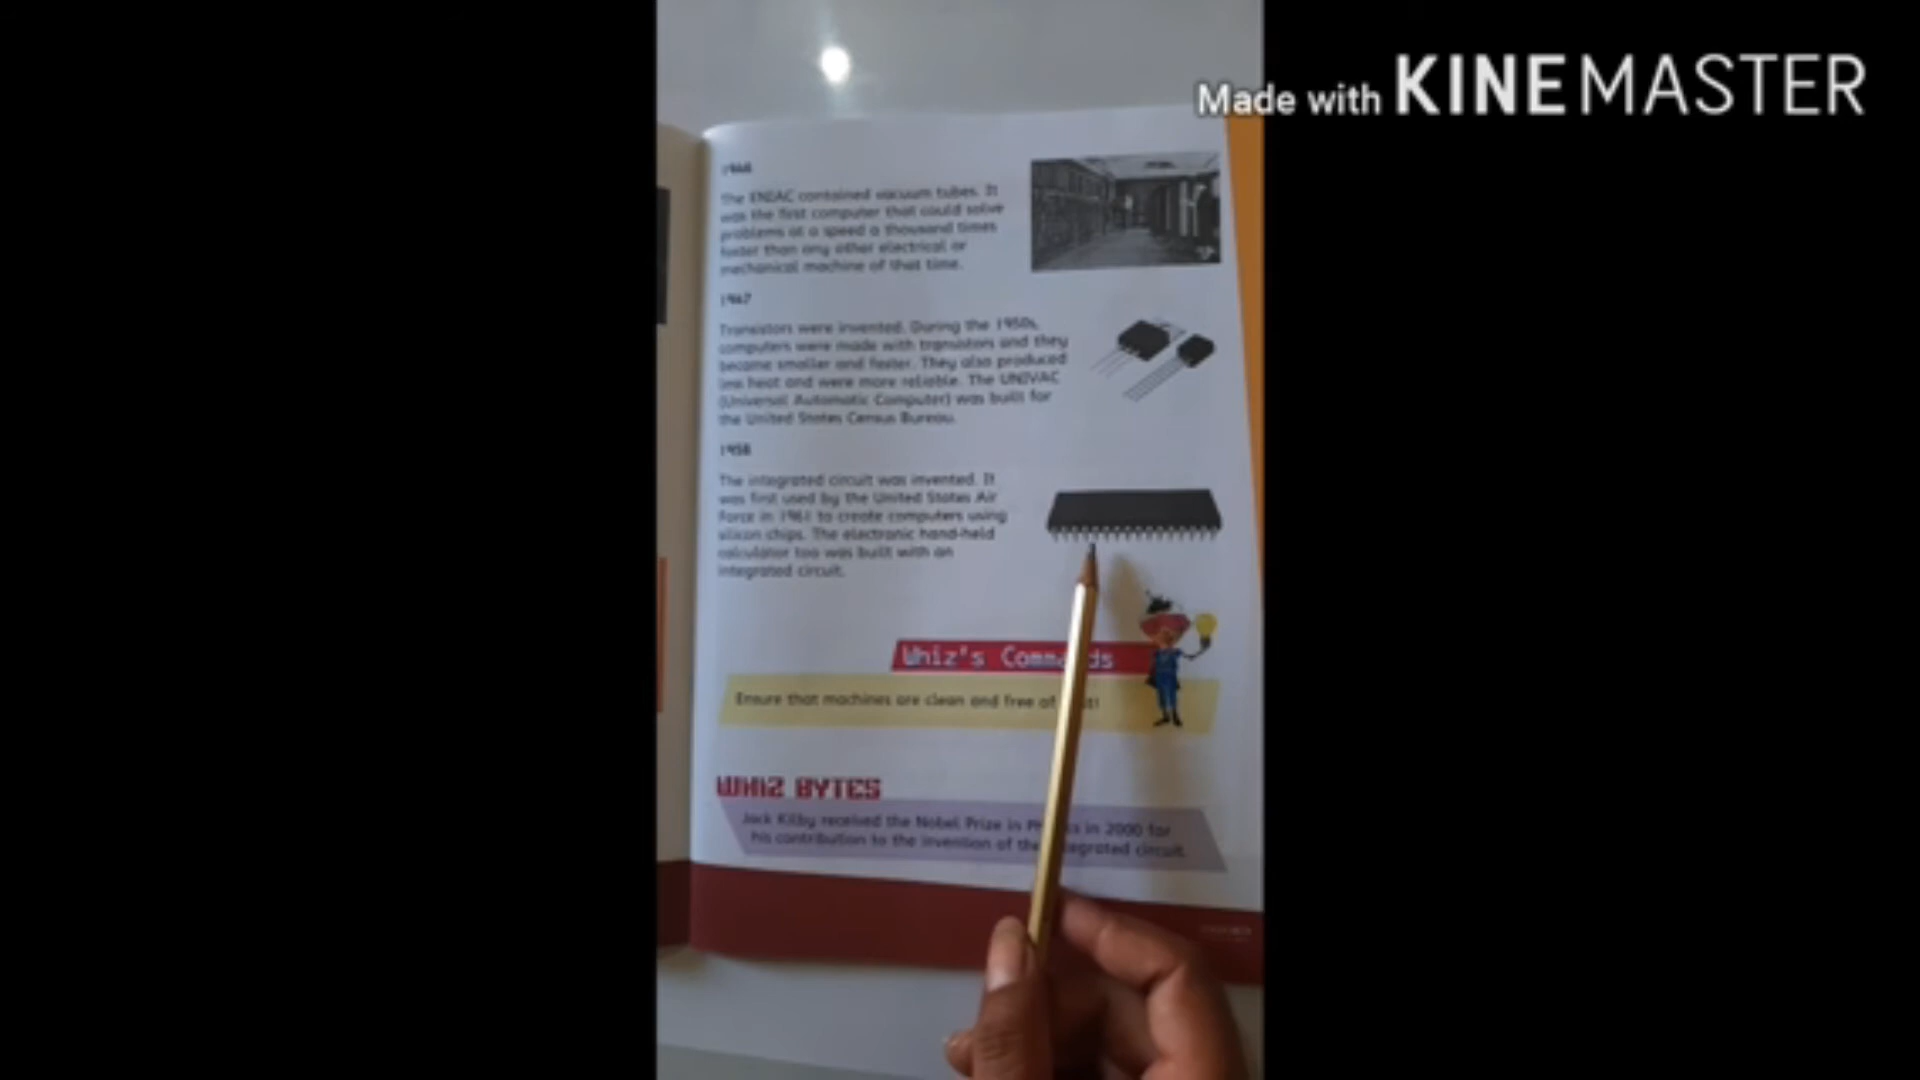 Made with KINEMASTER
The ENIAC contained vacuum tubes. It
was the first computer that could solve
problems at a speed a thousand times
faster than any other electrical or
mechanical machine of that time.
1947
Transistors were invented. During the 1950s,
computers were made with transistors and they
became smaller and faster. They also produced
less heat and were more reliable. The UNIVAC
(Universal Automatic Computer) was built for
the United States Census Bureau.
1958
The integrated circuit was invented. It
was first used by the United States Air
Force in 1961 to create computers using
silicon chips. The electronic hand-held
calculator too was built with an
integrated circuit.
Whiz's Comm ds
Ensure that machines are clean and free of
WHIZ BYTES
Jack Kilby received the Nobel Prize in in 2000 for
his contribution to the invention of the circuit.